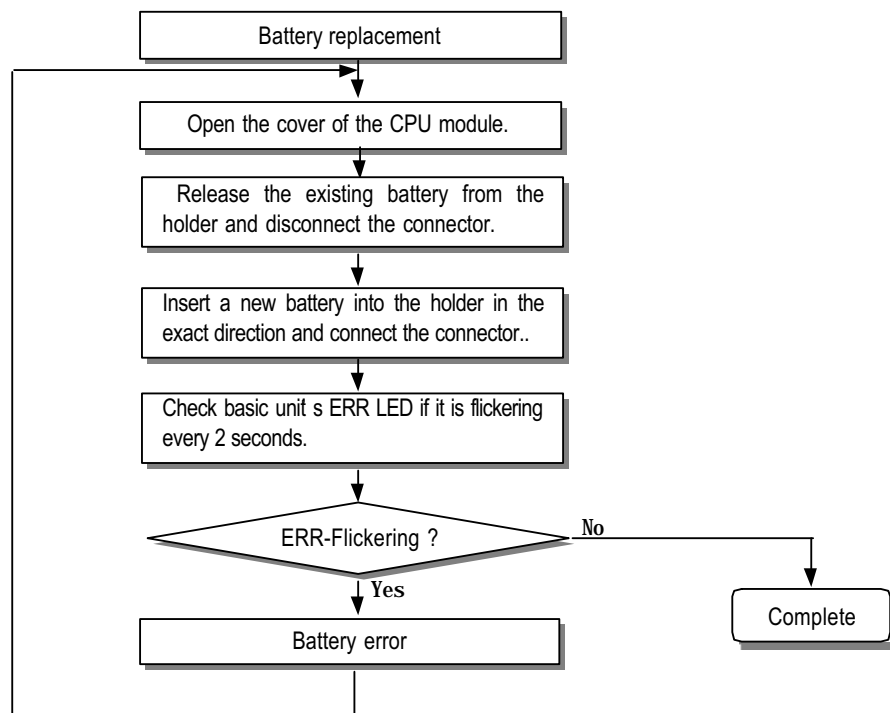 Battery replacement
Open the cover of the CPU module.
Release the existing battery from the
holder and disconnect the connector.
Insert a new battery into the holder in the
exact direction and connect the connector..
Check basic unit's ERR LED if it is flickering
every 2 seconds.
ERR-Flickering ?
No
Yes
Complete
Battery error